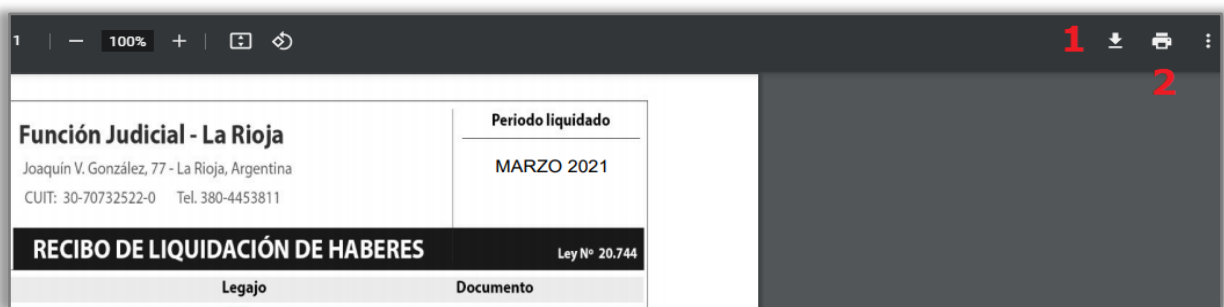 1 | − 100% + |
1
2
Función Judicial - La Rioja
Joaquín V. González, 77 - La Rioja, Argentina
CUIT: 30-70732522-0 Tel. 380-4453811
Periodo liquidado
MARZO 2021
RECIBO DE LIQUIDACIÓN DE HABERES Ley Nº 20.744
Legajo Documento